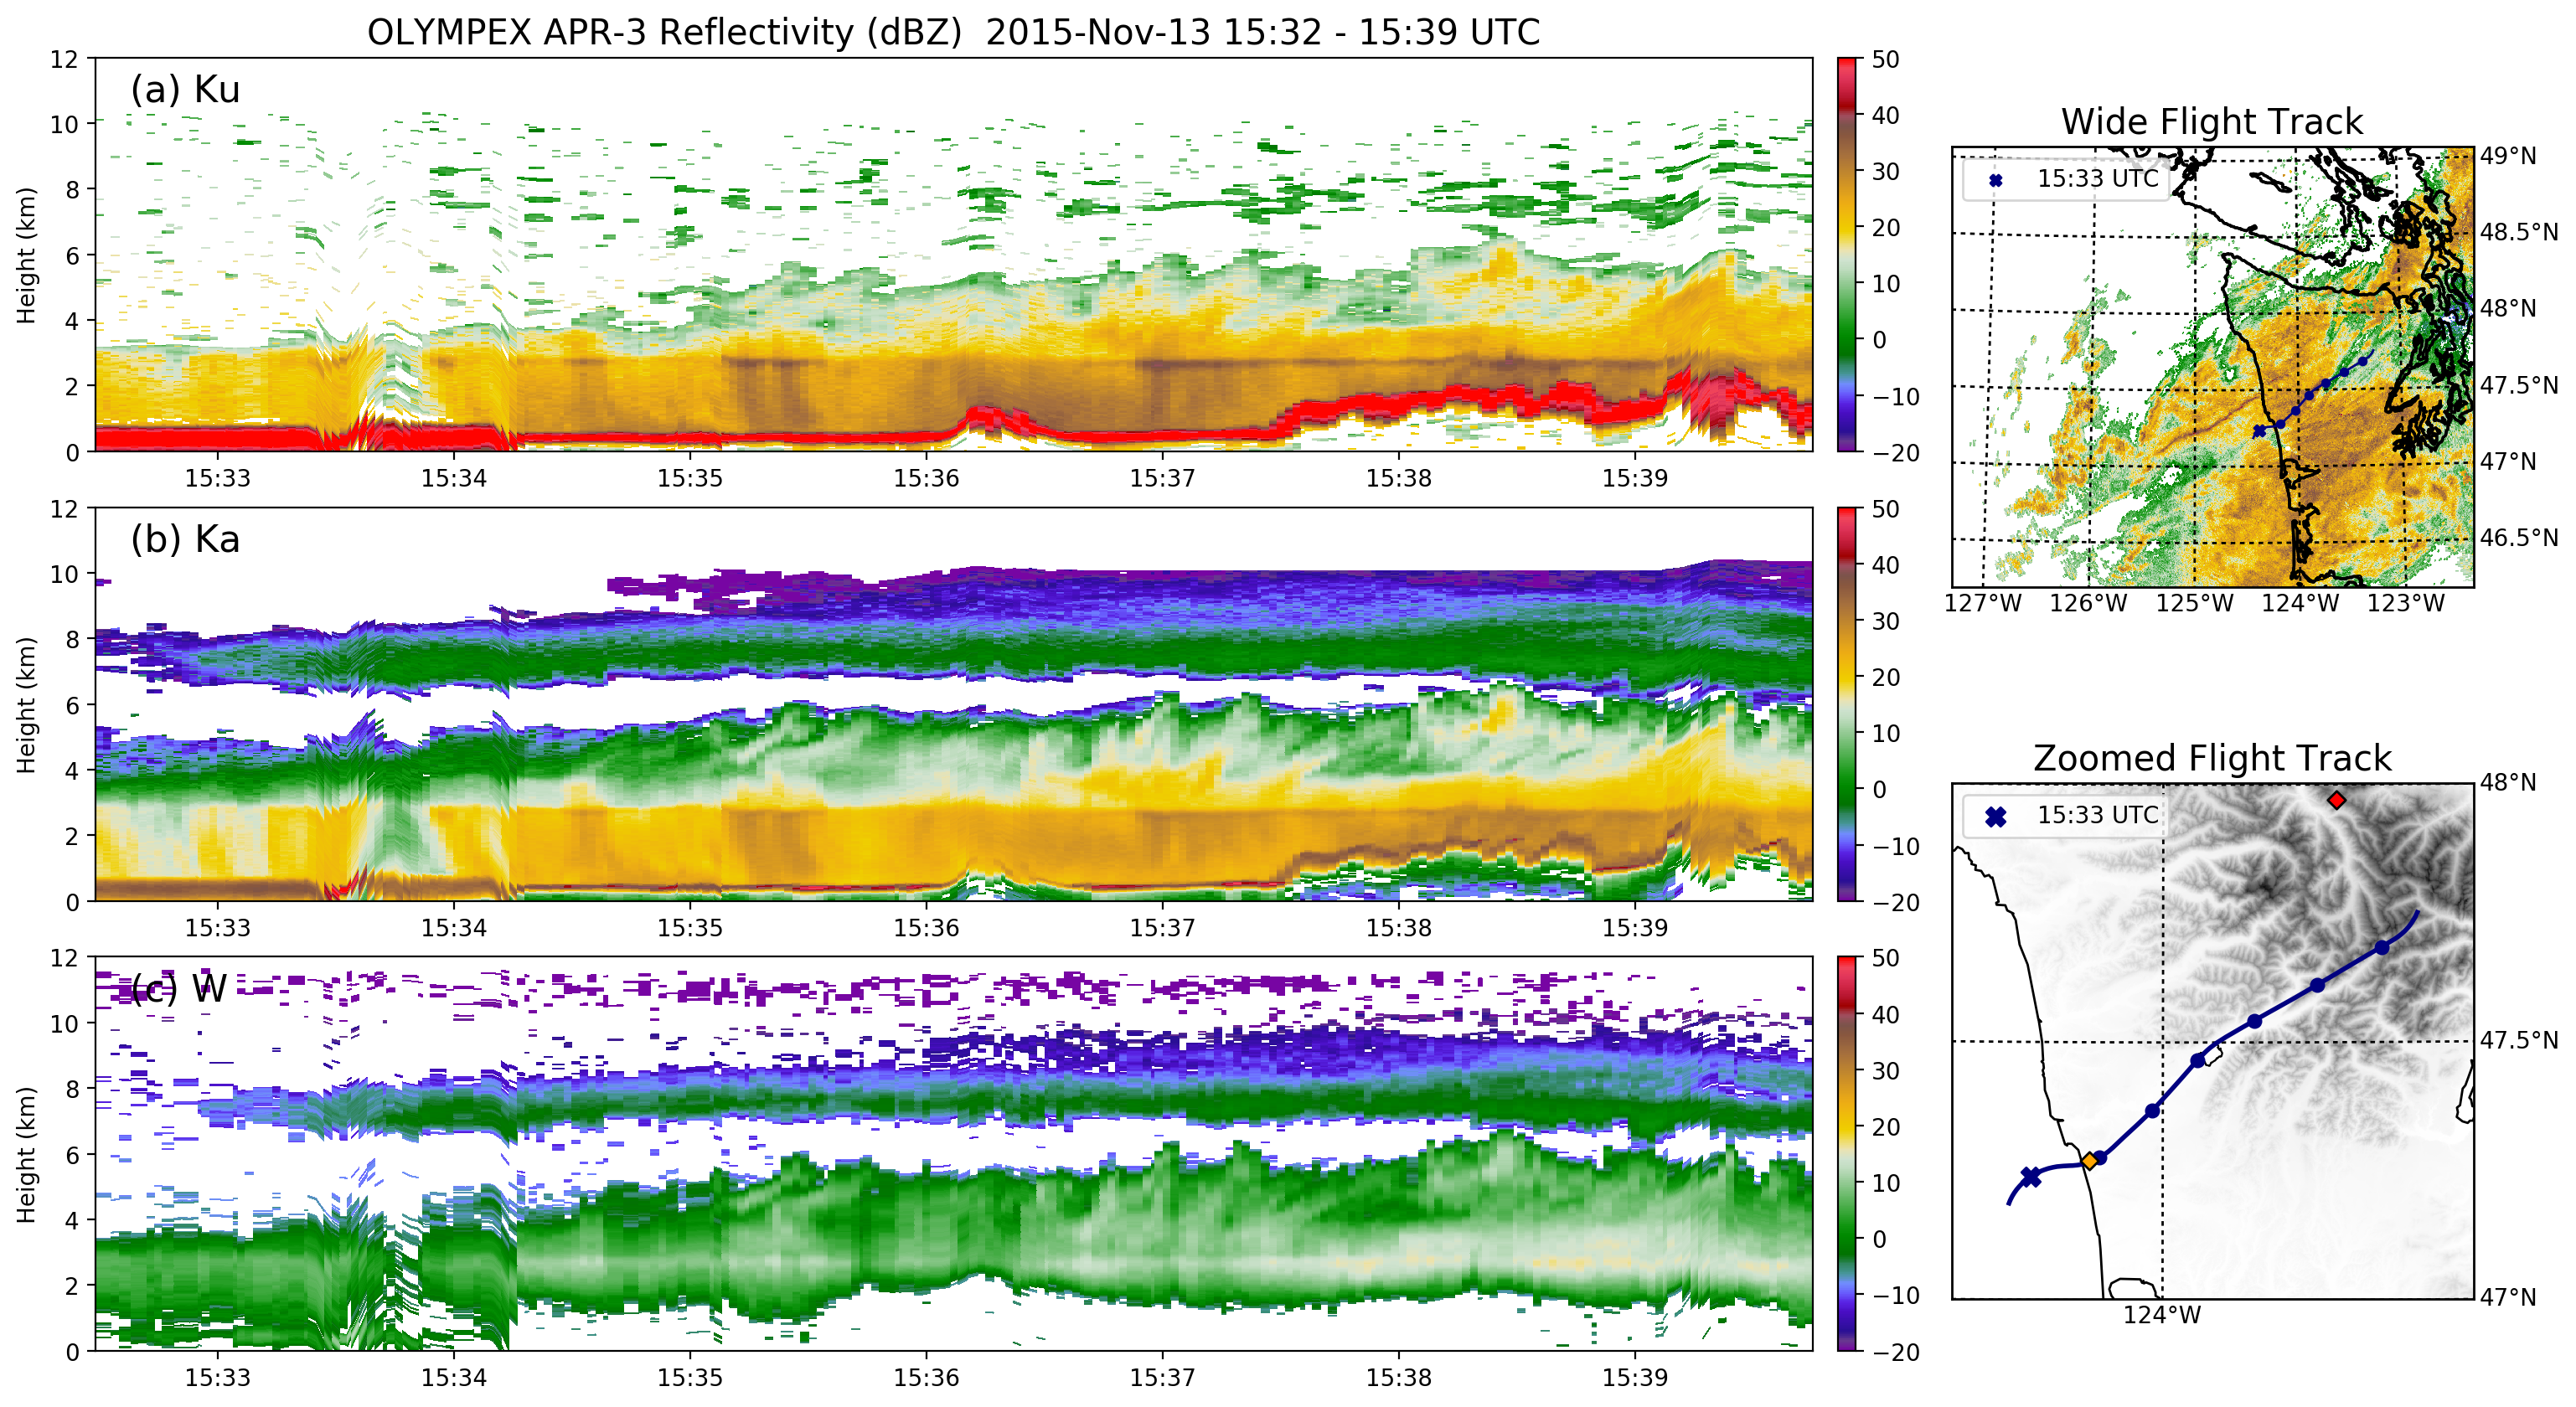 OLYMPEX APR-3 Reflectivity (dBZ)  2015-Nov-13 15:32 - 15:39 UTC
(a) Ku
Height (km)
12
10
8
6
4
2
0
15:33 15:34 15:35 15:36 15:37 15:38 15:39
50
40
30
20
10
0
−10
−20
(b) Ka
Height (km)
12
10
8
6
4
2
0
15:33 15:34 15:35 15:36 15:37 15:38 15:39
50
40
30
20
10
0
−10
−20
(c) W
Height (km)
12
10
8
6
4
2
0
15:33 15:34 15:35 15:36 15:37 15:38 15:39
50
40
30
20
10
0
−10
−20
Wide Flight Track
15:33 UTC
49°N
48.5°N
48°N
47.5°N
47°N
46.5°N
127°W 126°W 125°W 124°W 123°W
Zoomed Flight Track
15:33 UTC
48°N
47.5°N
47°N
124°W